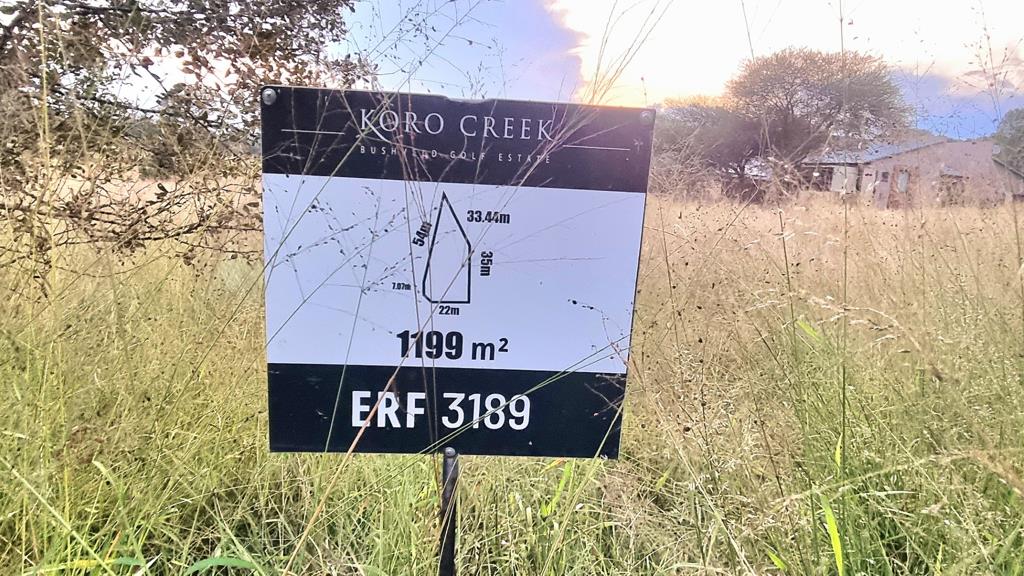 KORO CREEK
BUSHVELD GOLF ESTATE
33.44m
54m
35m
7.07m
22m
1199 m²
ERF 3189